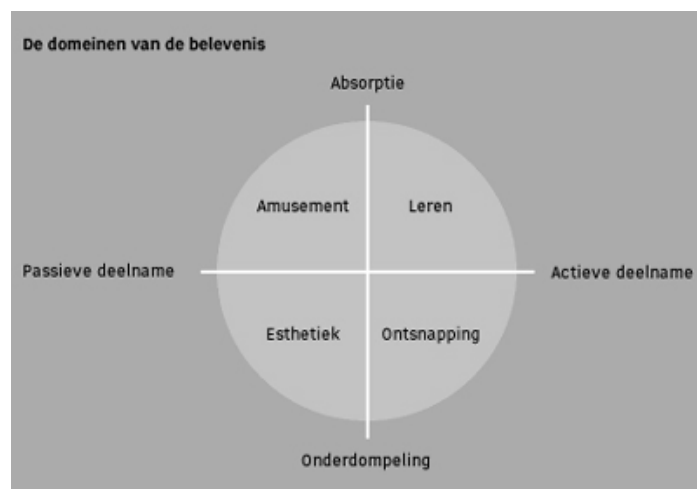 De domeinen van de belevenis
Absorptie
Amusement
Leren
Passieve deelname
Actieve deelname
Esthetiek
Ontsnapping
Onderdompeling